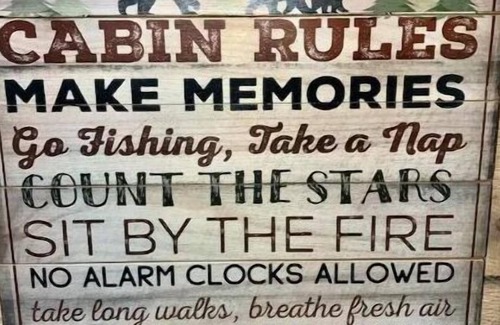 CABIN RULES
MAKE MEMORIES
Go Fishing, Take a Nap
COUNT THE STARS
SIT BY THE FIRE
NO ALARM CLOCKS ALLOWED
take long walks, breathe fresh air